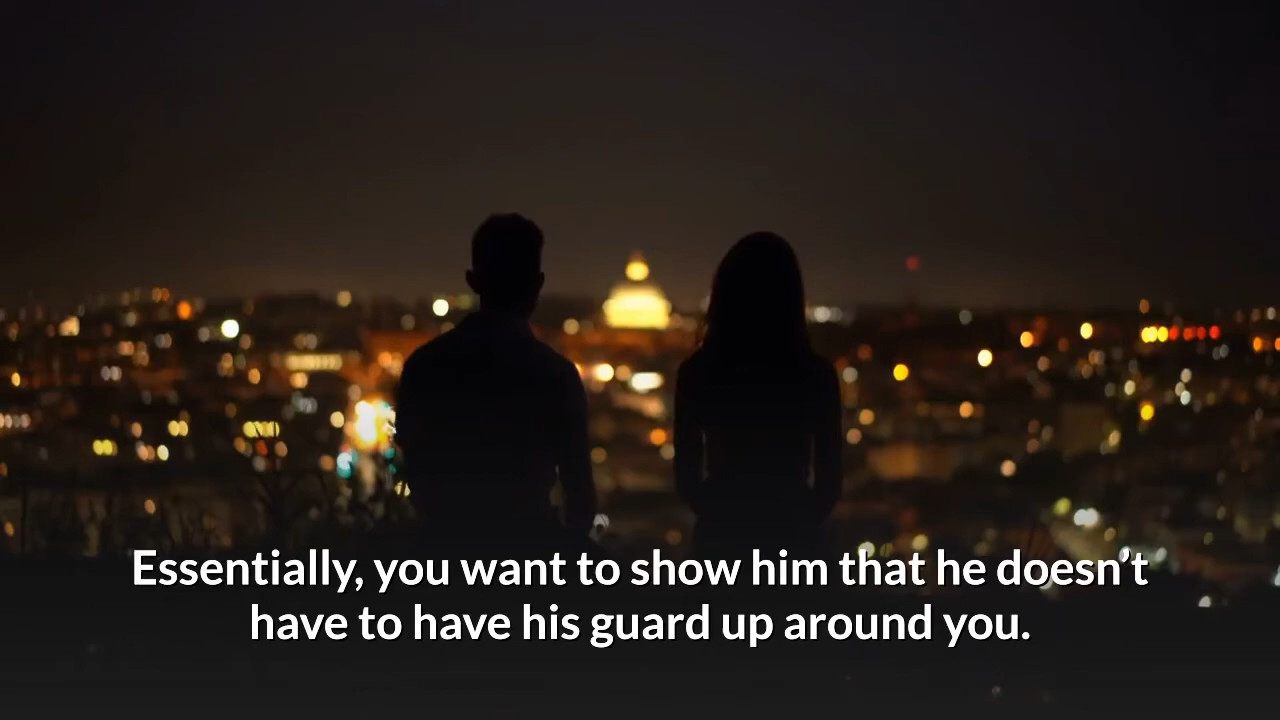 Essentially, you want to show him that he doesn’t
have to have his guard up around you.